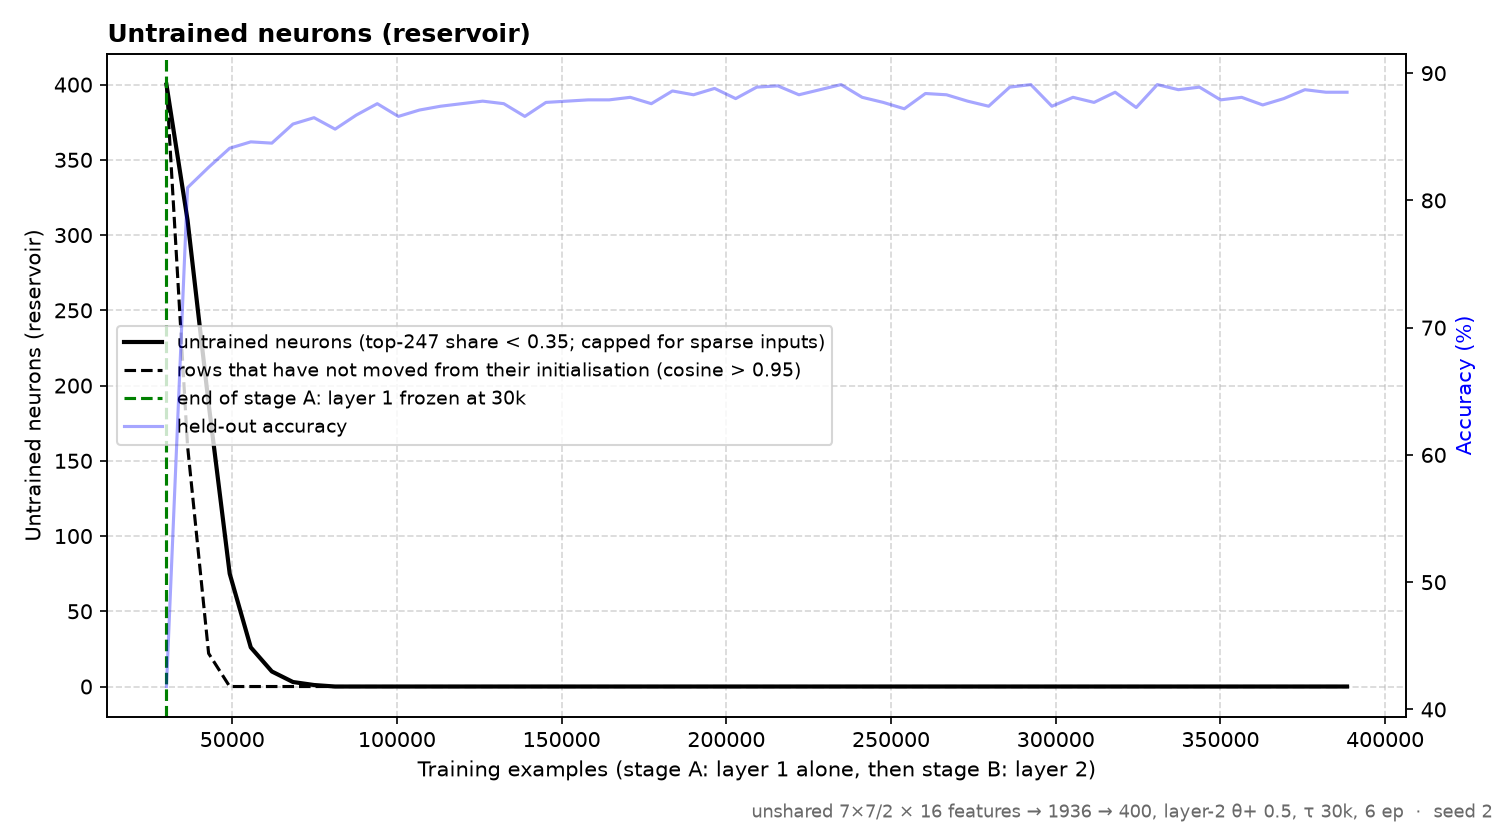 Untrained neurons (reservoir)
400
350
300
250
200
150
100
50
0
Untrained neurons (reservoir)
90
80
70
60
50
40
Accuracy (%)
untrained neurons (top-247 share < 0.35; capped for sparse inputs)
rows that have not moved from their initialisation (cosine > 0.95)
end of stage A: layer 1 frozen at 30k
held-out accuracy
50000 100000 150000 200000 250000 300000 350000 400000
Training examples (stage A: layer 1 alone, then stage B: layer 2)
unshared 7×7/2 × 16 features → 1936 → 400, layer-2 θ+ 0.5, τ 30k, 6 ep · seed 2